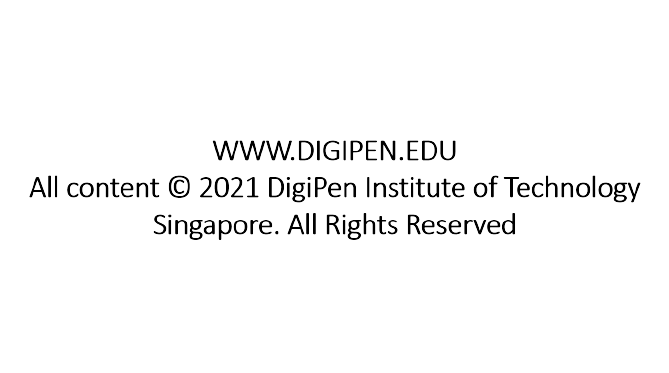 WWW.DIGIPEN.EDU
All content © 2021 DigiPen Institute of Technology
Singapore. All Rights Reserved